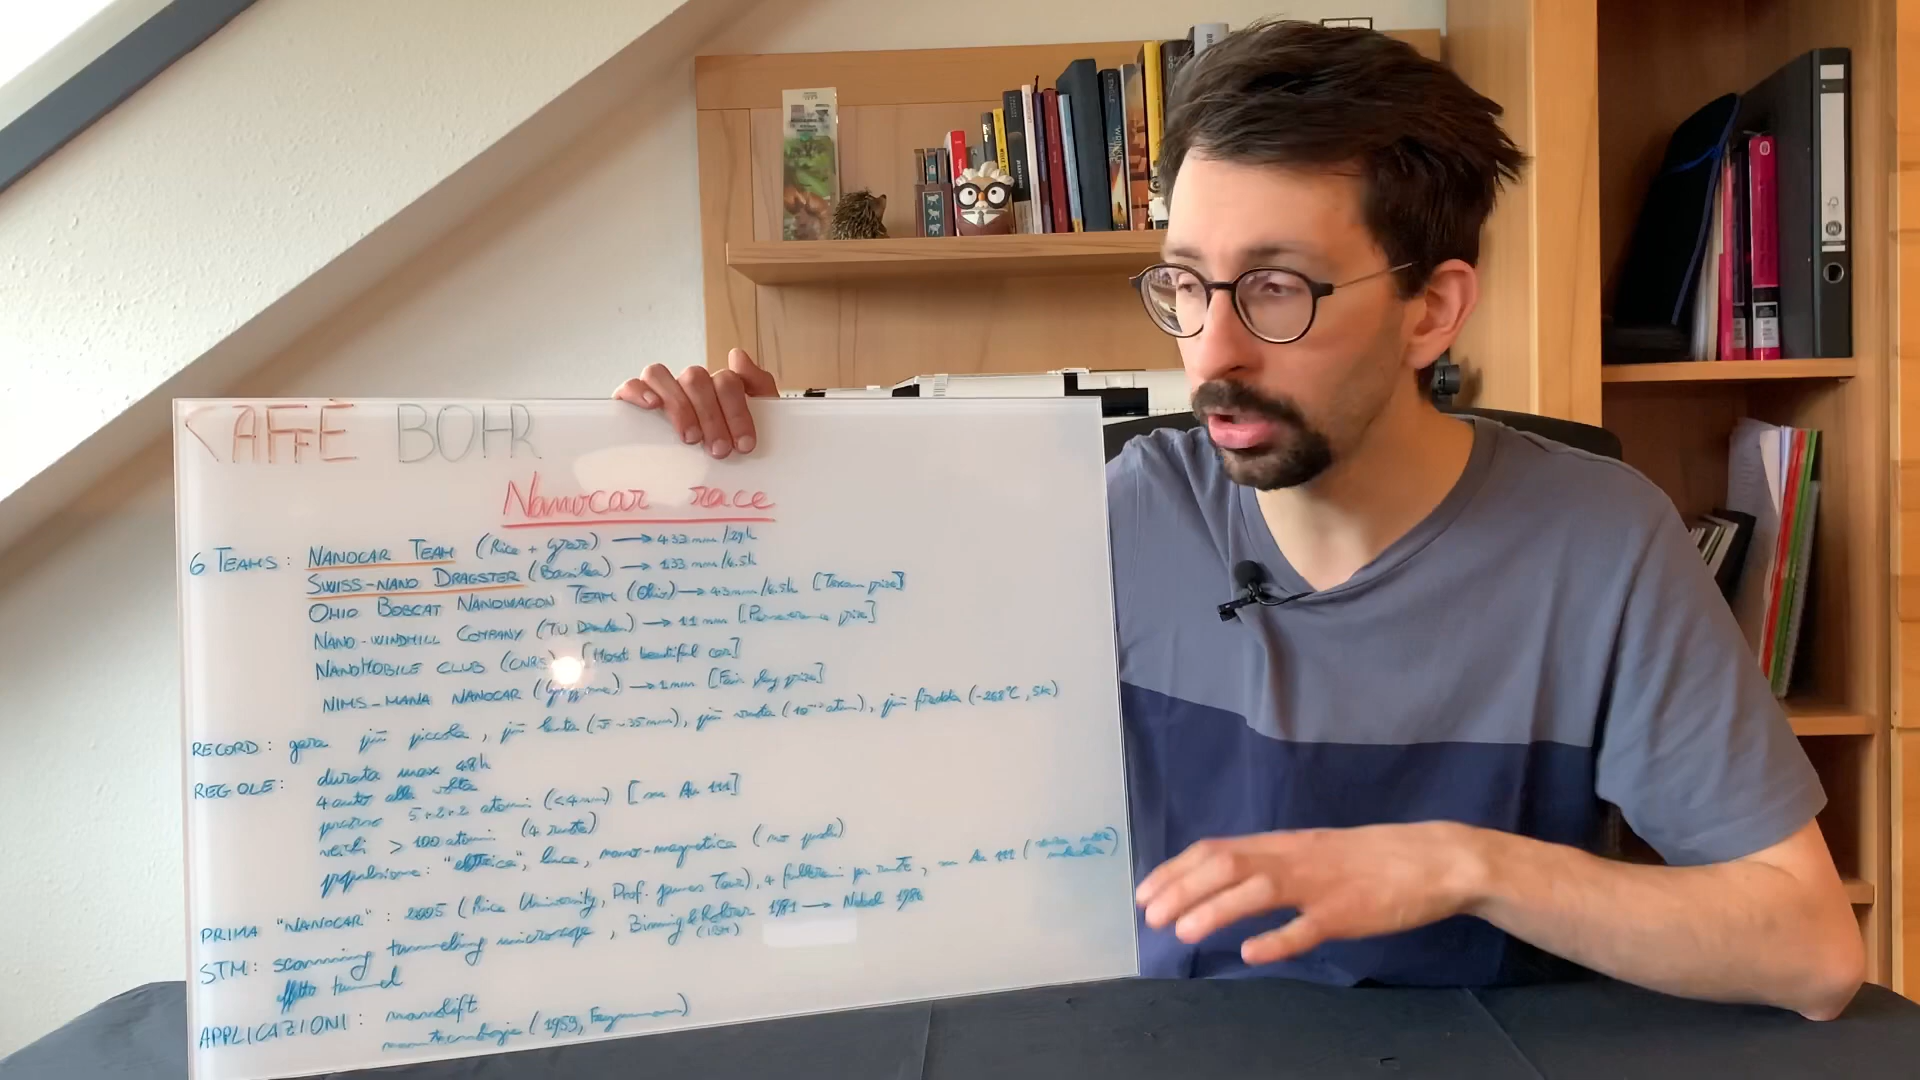 CAFFÈ BOHR
Nanocar race
6 TEAMS: NANOCAR TEAM (Rice + Graz) → 433 nm/29h
SWISS-NANO DRAGSTER (Basilea) → 133 nm/6.5h
OHIO BOBCAT NANOWAGON TEAM (Ohio) → 43 nm/6.5h
NANO-WINDMILL COMPANY (TU Dresden) → 11 nm
NANOMOBILE CLUB (CNRS) [Most beautiful car]
NIMS-MANA NANOCAR (Giappone) → 1 nm [Fair play prize]
RECORD: gara più piccola, più lenta, più vuota, più fredda (-268°C, 5K)
REGOLE: durata max 48h
4 auto alla volta
atomi (<4nm) [su Au 111]
> 100 atomi (4 ruote)
propulsione: "elettrica", luce, nano-magnetica (no push)
PRIMA "NANOCAR": 2005 (Rice University, Prof. James Tour), 4 fullereni per ruote, su Au 111
STM: scanning tunneling microscope, Binnig & Rohrer 1981 → Nobel 1986
(IBM)
effetto tunnel
APPLICAZIONI: nanolift
nanotecnologie (1959, Feynman)